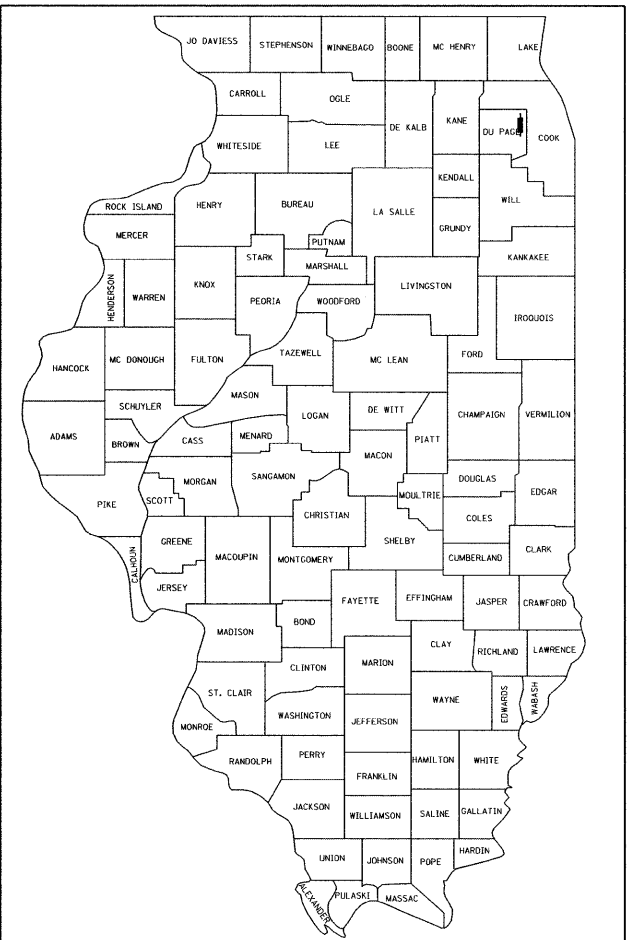 JO DAVIESS
STEPHENSON
WINNEBAGO
BOONE
MC HENRY
LAKE
CARROLL
OGLE
DE KALB
KANE
DU PAGE
COOK
WHITESIDE
LEE
KENDALL
WILL
ROCK ISLAND
HENRY
BUREAU
LA SALLE
GRUNDY
MERCER
PUTNAM
KANKAKEE
STARK
MARSHALL
HENDERSON
WARREN
KNOX
PEORIA
WOODFORD
LIVINGSTON
IROQUOIS
HANCOCK
MC DONOUGH
FULTON
TAZEWELL
MC LEAN
FORD
SCHUYLER
MASON
LOGAN
DE WITT
CHAMPAIGN
VERMILION
ADAMS
BROWN
CASS
MENARD
MACON
PIATT
MORGAN
SANGAMON
DOUGLAS
EDGAR
PIKE
SCOTT
CHRISTIAN
MOULTRIE
COLES
GREENE
MACOUPIN
MONTGOMERY
SHELBY
CUMBERLAND
CLARK
CALHOUN
JERSEY
FAYETTE
EFFINGHAM
JASPER
CRAWFORD
MADISON
BOND
CLAY
RICHLAND
LAWRENCE
CLINTON
MARION
ST. CLAIR
WAYNE
EDWARDS
WABASH
MONROE
WASHINGTON
JEFFERSON
RANDOLPH
PERRY
HAMILTON
WHITE
FRANKLIN
JACKSON
WILLIAMSON
SALINE
GALLATIN
UNION
JOHNSON
POPE
HARDIN
ALEXANDER
PULASKI
MASSAC